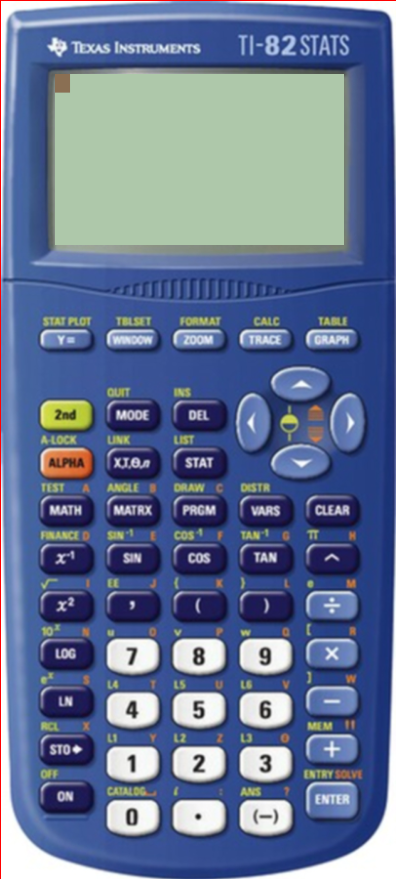 TEXAS INSTRUMENTS TI-82 STATS
STAT PLOT TBLSET FORMAT CALC TABLE
Y= WINDOW ZOOM TRACE GRAPH
QUIT INS
2nd MODE DEL
A-LOCK LINK LIST
ALPHA X,T,Θ,n STAT
TEST A ANGLE B DRAW C DISTR
MATH MATRX PRGM VARS CLEAR
FINANCE D SIN⁻¹ E COS⁻¹ F TAN⁻¹ G π H
x⁻¹ SIN COS TAN ^
√ I EE J { K } L e M
x² , ( ) ÷
10ˣ N u O v P w Q [ R
LOG 7 8 9 ×
eˣ S L4 T L5 U L6 V ] W
LN 4 5 6 −
RCL X L1 Y L2 Z L3 Θ MEM "
STO➔ 1 2 3 +
OFF CATALOG ⎵ i : ANS ? ENTRY SOLVE
ON 0 . (−) ENTER